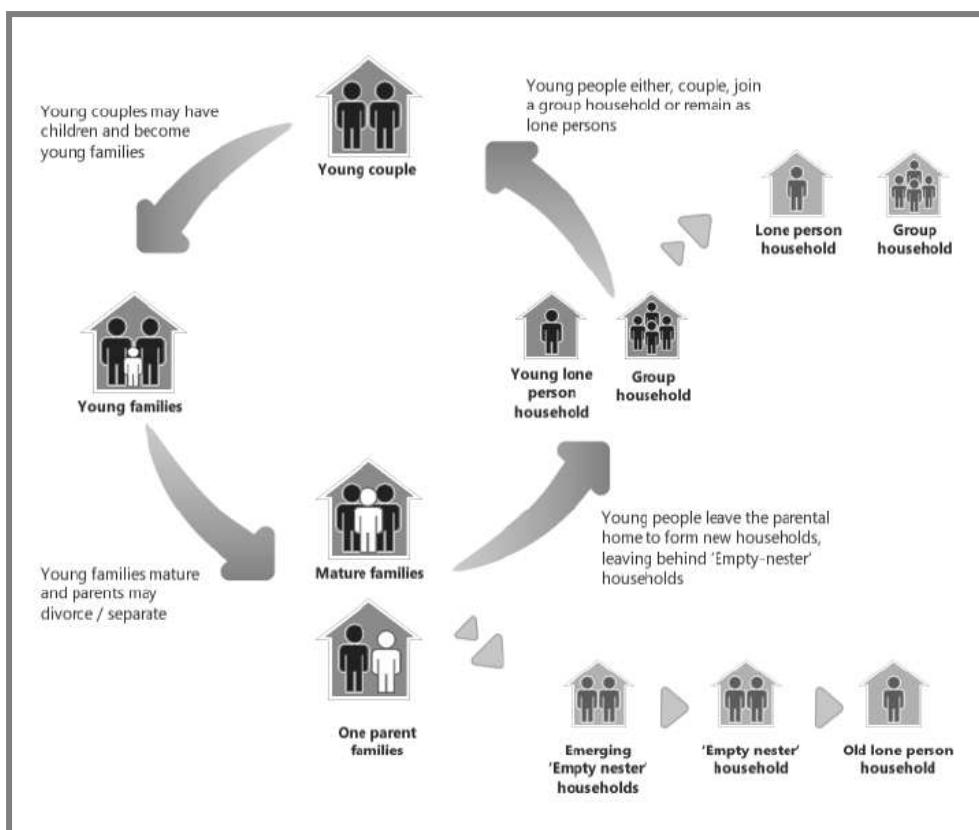 Young couples may have
children and become
young families
Young couple
Young people either, couple, join
a group household or remain as
lone persons
Lone person
household
Group
household
Young families
Young lone
person
household
Group
household
Young families mature
and parents may
divorce / separate
Mature families
Young people leave the parental
home to form new households,
leaving behind 'Empty-nester'
households
One parent
families
Emerging
'Empty nester'
households
'Empty nester'
household
Old lone person
household